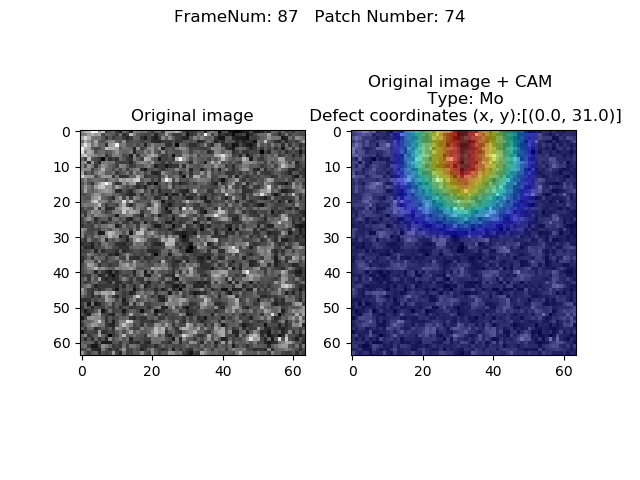 FrameNum: 87   Patch Number: 74
Original image
Original image + CAM
Type: Mo
Defect coordinates (x, y):[(0.0, 31.0)]
0
10
20
30
40
50
60
0 20 40 60
0
10
20
30
40
50
60
0 20 40 60